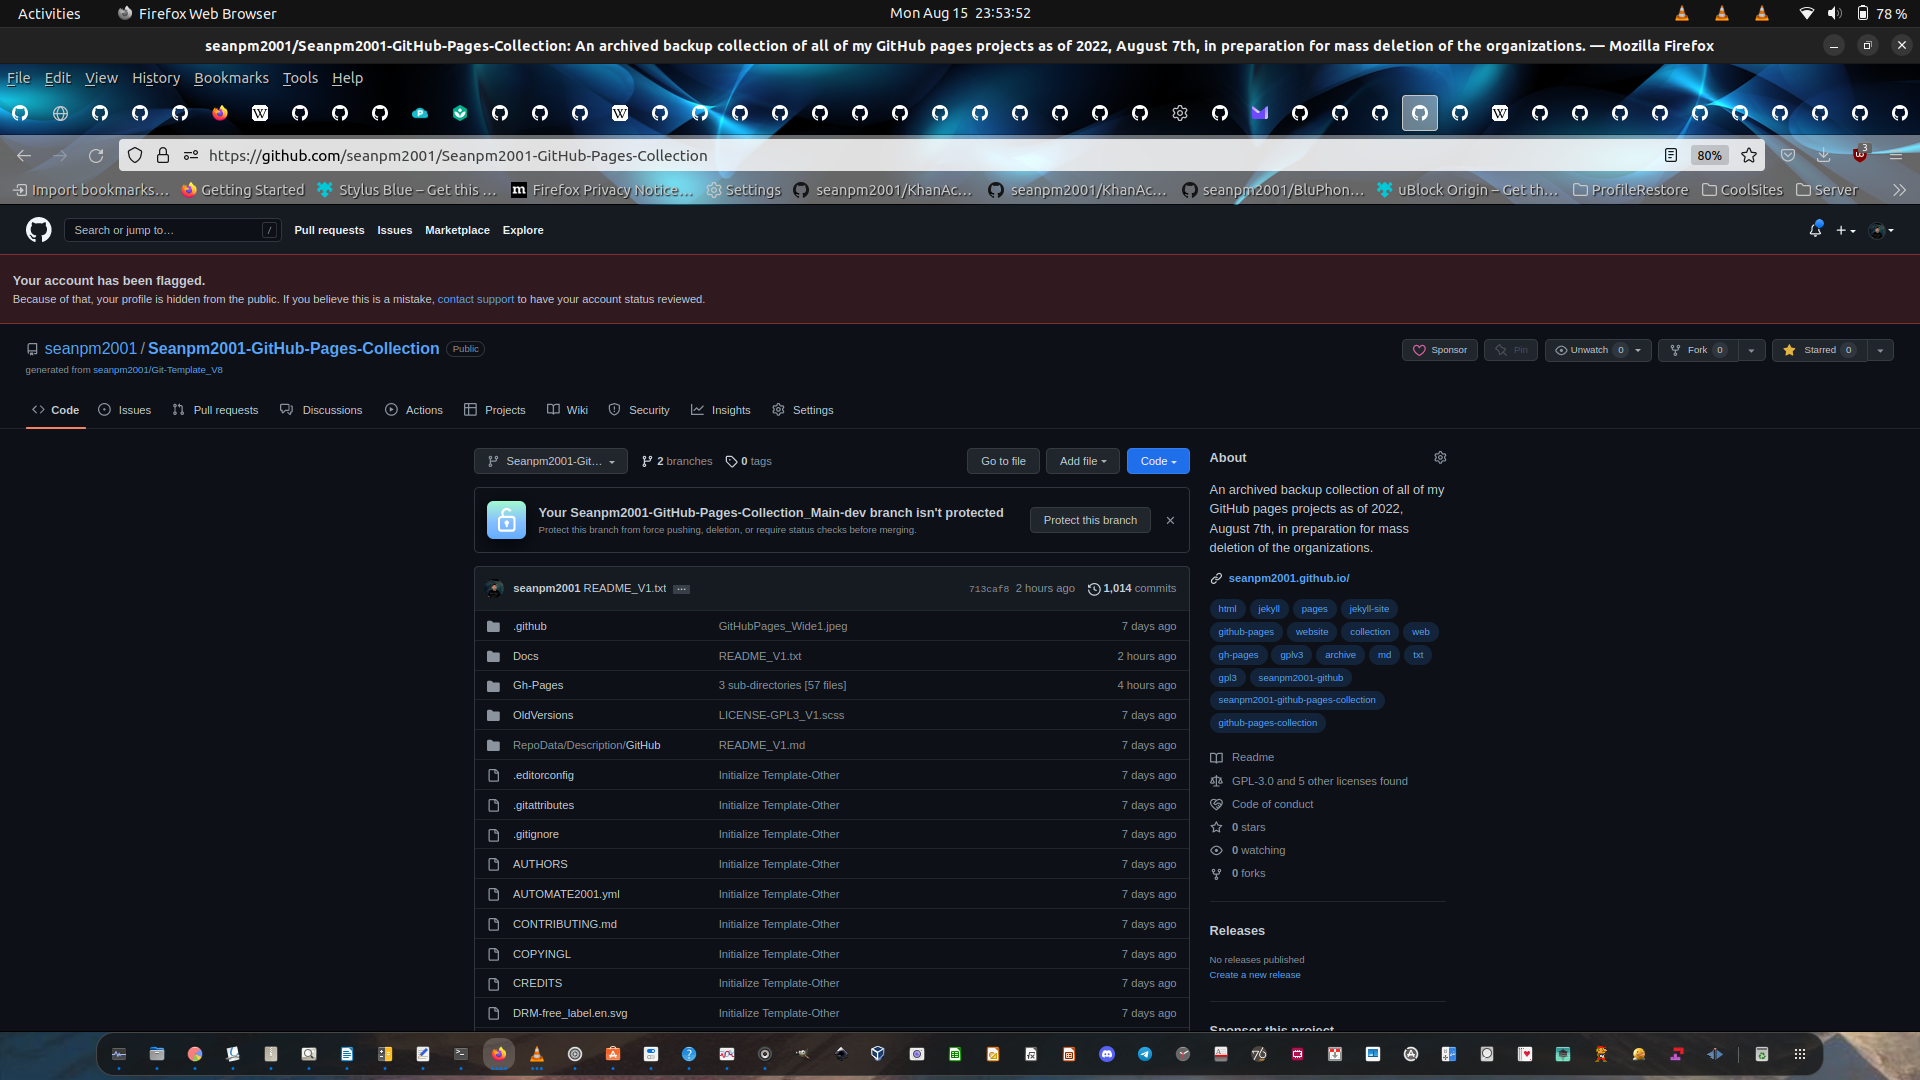 Activities
Firefox Web Browser
Mon Aug 15 23:53:52
78 %
seanpm2001/Seanpm2001-GitHub-Pages-Collection: An archived backup collection of all of my GitHub pages projects as of 2022, August 7th, in preparation for mass deletion of the organizations. — Mozilla Firefox
File Edit View History Bookmarks Tools Help
https://github.com/seanpm2001/Seanpm2001-GitHub-Pages-Collection
80%
3
Import bookmarks…
Getting Started
Stylus Blue – Get this …
Firefox Privacy Notice…
Settings
seanpm2001/KhanAc…
seanpm2001/KhanAc…
seanpm2001/BluPhon…
uBlock Origin – Get th…
ProfileRestore
CoolSites
Server
Search or jump to…
/
Pull requests
Issues
Marketplace
Explore
Your account has been flagged.
Because of that, your profile is hidden from the public. If you believe this is a mistake, contact support to have your account status reviewed.
seanpm2001 / Seanpm2001-GitHub-Pages-Collection
Public
generated from seanpm2001/Git-Template_V8
Sponsor
Pin
Unwatch 0
Fork 0
Starred 0
Code
Issues
Pull requests
Discussions
Actions
Projects
Wiki
Security
Insights
Settings
Seanpm2001-Git…
2 branches
0 tags
Go to file
Add file
Code
Your Seanpm2001-GitHub-Pages-Collection_Main-dev branch isn't protected
Protect this branch from force pushing, deletion, or require status checks before merging.
Protect this branch
seanpm2001 README_V1.txt
713caf8 2 hours ago
1,014 commits
.github GitHubPages_Wide1.jpeg 7 days ago
Docs README_V1.txt 2 hours ago
Gh-Pages 3 sub-directories [57 files] 4 hours ago
OldVersions LICENSE-GPL3_V1.scss 7 days ago
RepoData/Description/GitHub README_V1.md 7 days ago
.editorconfig Initialize Template-Other 7 days ago
.gitattributes Initialize Template-Other 7 days ago
.gitignore Initialize Template-Other 7 days ago
AUTHORS Initialize Template-Other 7 days ago
AUTOMATE2001.yml Initialize Template-Other 7 days ago
CONTRIBUTING.md Initialize Template-Other 7 days ago
COPYINGL Initialize Template-Other 7 days ago
CREDITS Initialize Template-Other 7 days ago
DRM-free_label.en.svg Initialize Template-Other 7 days ago
About
An archived backup collection of all of my
GitHub pages projects as of 2022,
August 7th, in preparation for mass
deletion of the organizations.
seanpm2001.github.io/
html jekyll pages jekyll-site
github-pages website collection web
gh-pages gplv3 archive md txt
gpl3 seanpm2001-github
seanpm2001-github-pages-collection
github-pages-collection
Readme
GPL-3.0 and 5 other licenses found
Code of conduct
0 stars
0 watching
0 forks
Releases
No releases published
Create a new release
Sponsor this project